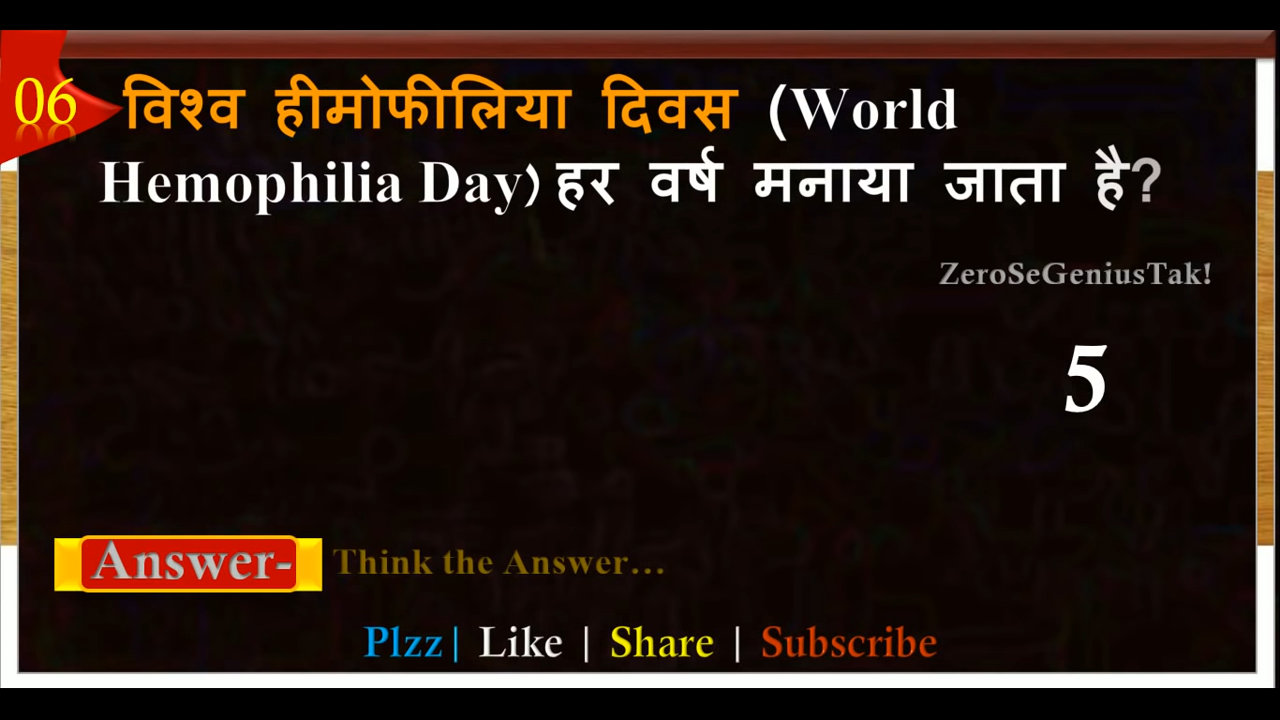 06
विश्व हीमोफीलिया दिवस (World
Hemophilia Day) हर वर्ष मनाया जाता है?
ZeroSeGeniusTak!
5
Answer- Think the Answer...
Plzz| Like | Share | Subscribe